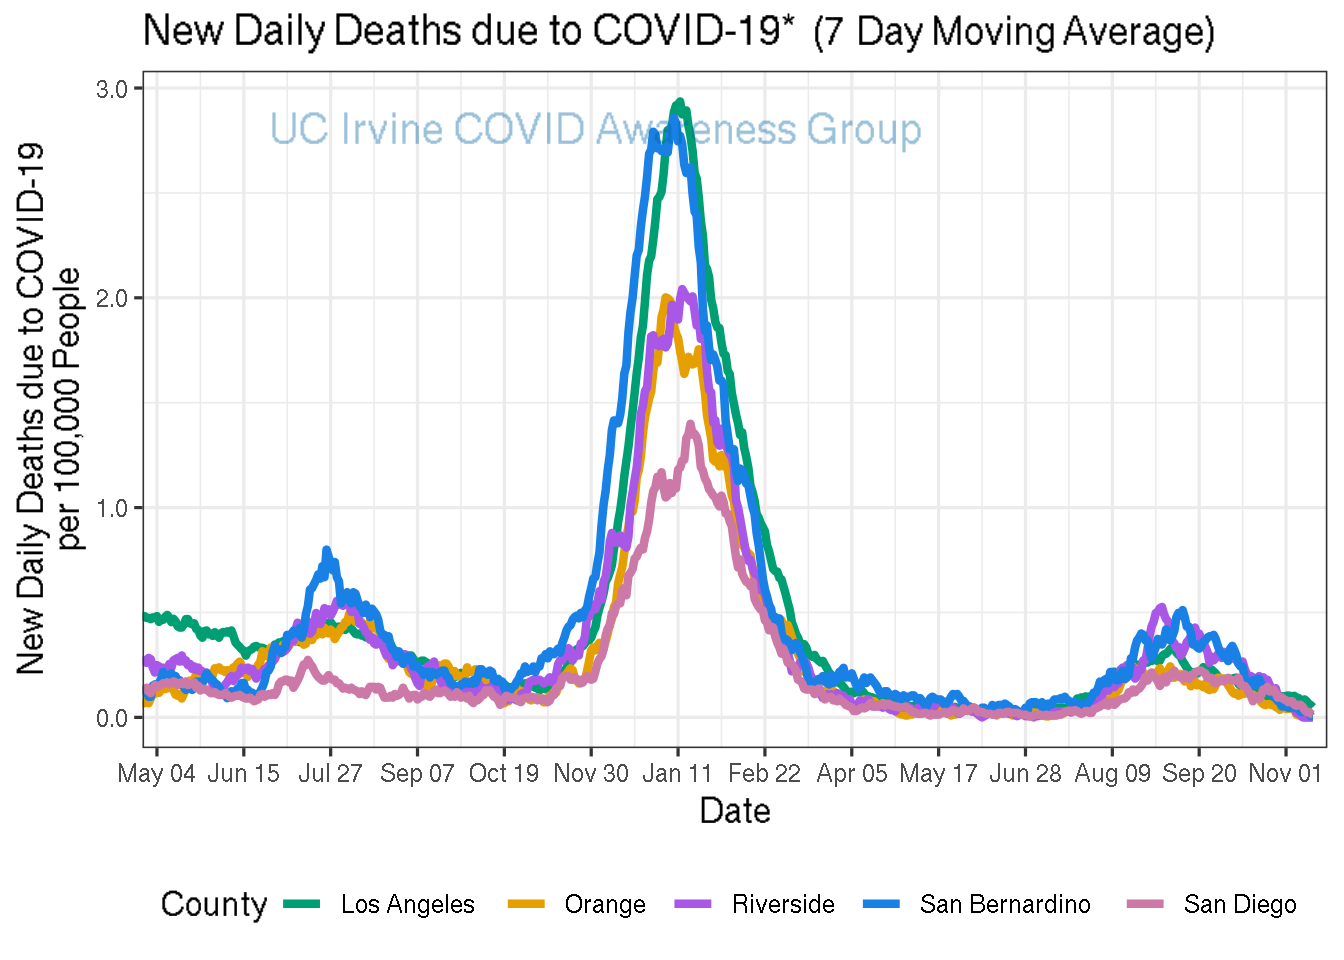 New Daily Deaths due to COVID-19* (7 Day Moving Average)
UC Irvine COVID Awareness Group
New Daily Deaths due to COVID-19
per 100,000 People
3.0
2.0
1.0
0.0
May 04 Jun 15 Jul 27 Sep 07 Oct 19 Nov 30 Jan 11 Feb 22 Apr 05 May 17 Jun 28 Aug 09 Sep 20 Nov 01
Date
County Los Angeles Orange Riverside San Bernardino San Diego